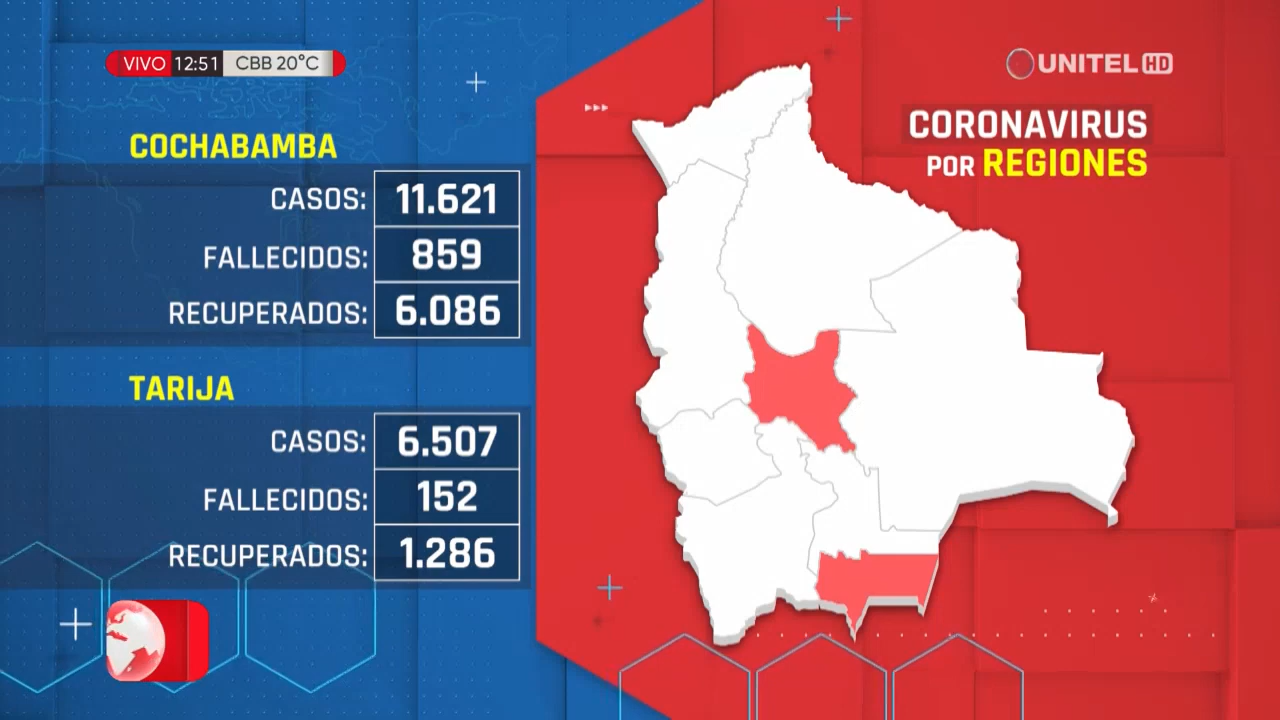 VIVO 12:51 CBB 20°C
UNITEL HD
CORONAVIRUS
POR REGIONES
COCHABAMBA
CASOS: 11.621
FALLECIDOS: 859
RECUPERADOS: 6.086
TARIJA
CASOS: 6.507
FALLECIDOS: 152
RECUPERADOS: 1.286